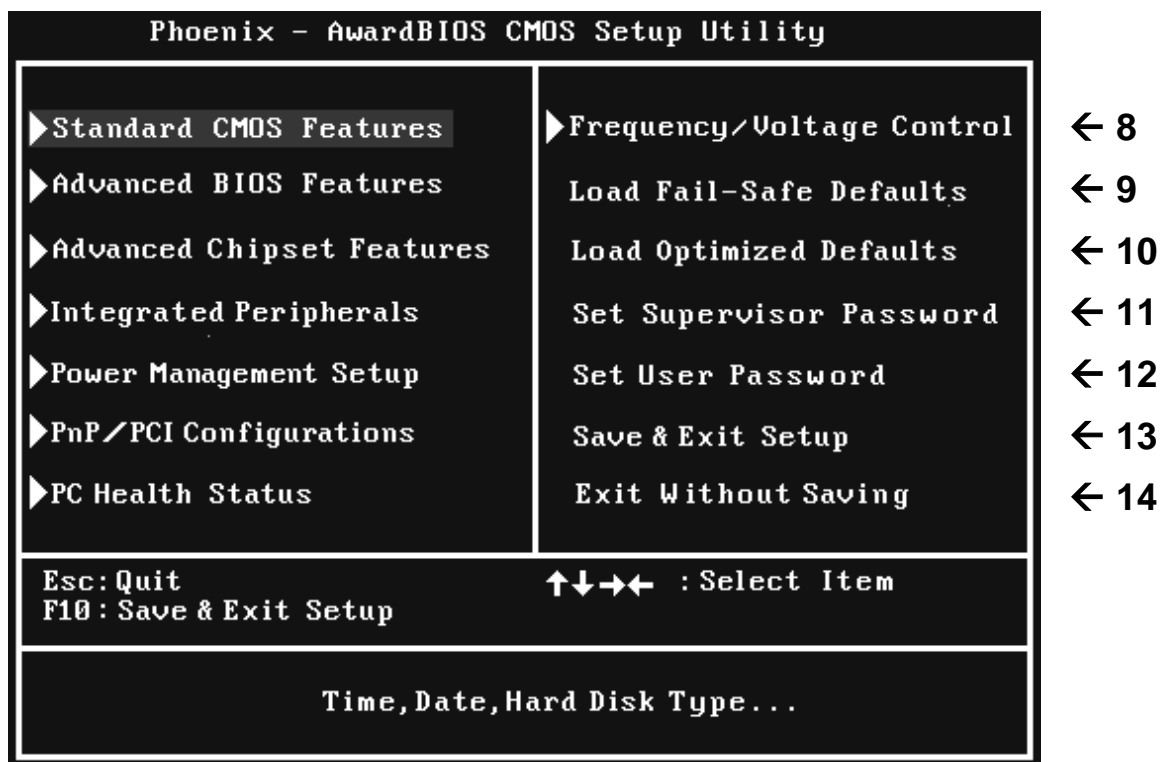 Phoenix - AwardBIOS CMOS Setup Utility
Standard CMOS Features
Advanced BIOS Features
Advanced Chipset Features
Integrated Peripherals
Power Management Setup
PnP/PCI Configurations
PC Health Status
Frequency/Voltage Control ← 8
Load Fail-Safe Defaults ← 9
Load Optimized Defaults ← 10
Set Supervisor Password ← 11
Set User Password ← 12
Save & Exit Setup ← 13
Exit Without Saving ← 14
Esc:Quit
F10 : Save & Exit Setup
↑↓→← : Select Item
Time,Date,Hard Disk Type...